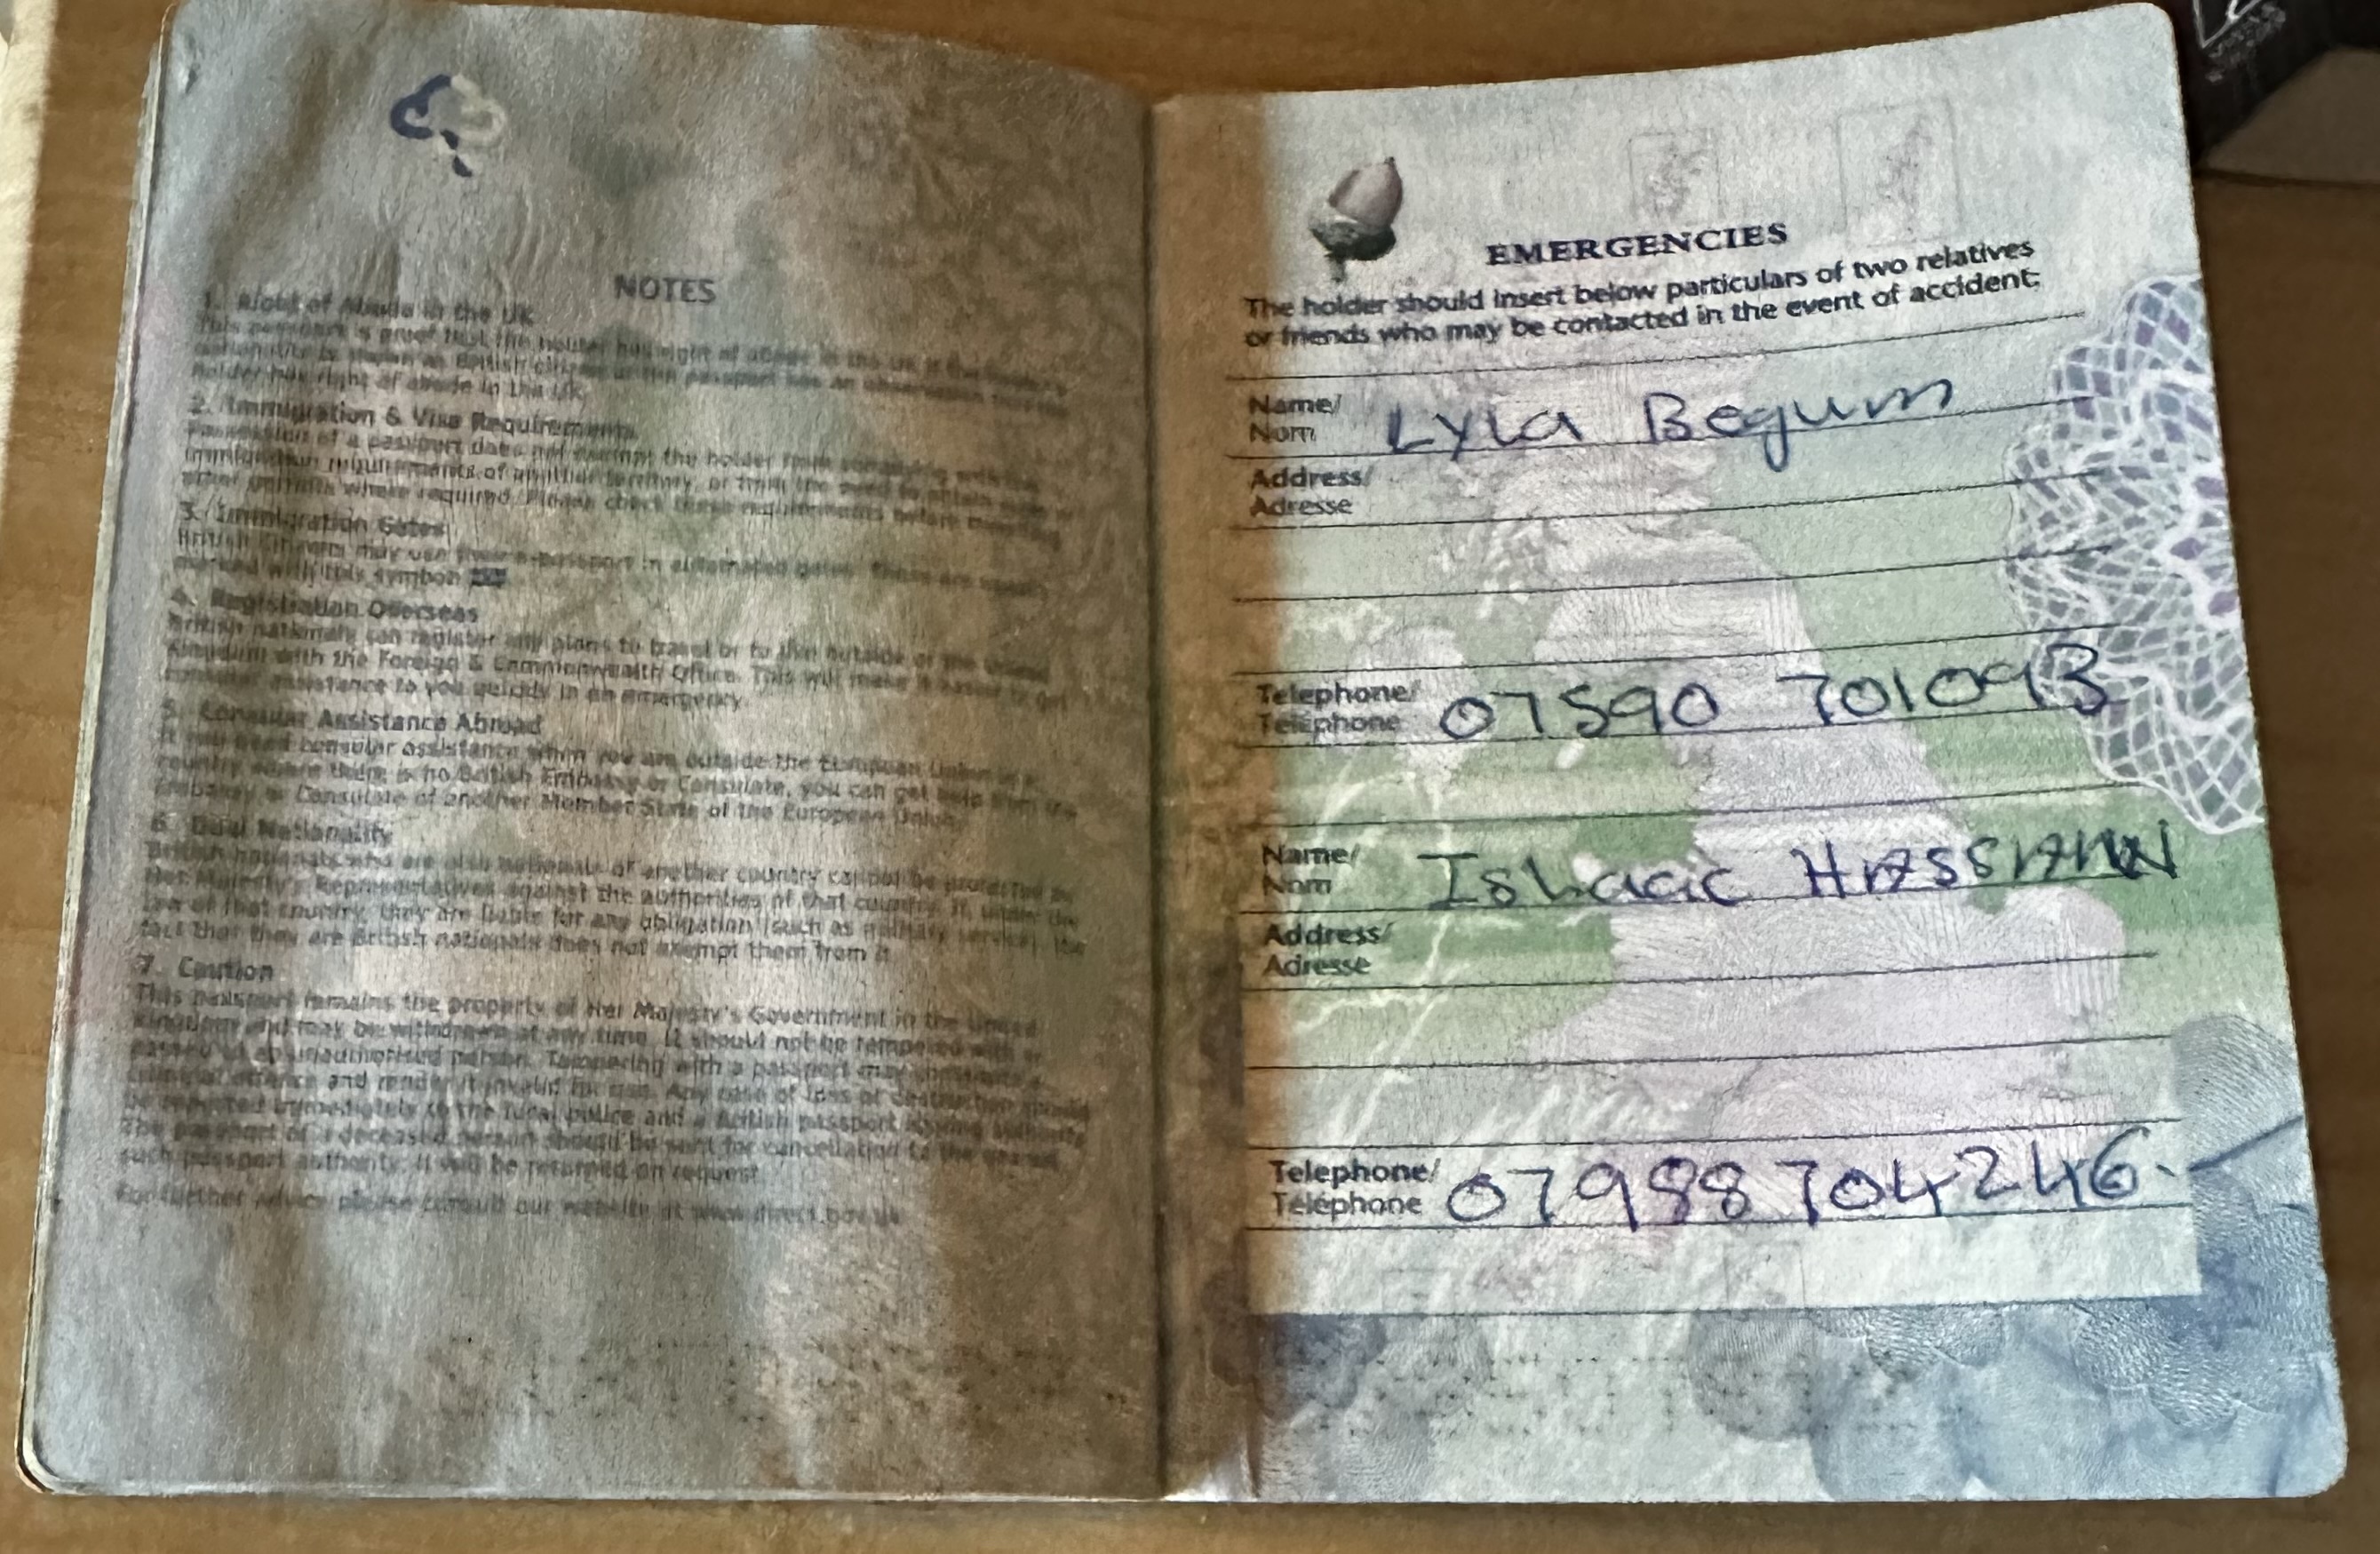 NOTES
1. Right of Abode in the UK
This passport is proof that the holder has right of abode in the UK if the
nationality is shown as British citizen or the passport has an observation that the
holder has right of abode in the UK.
2. Immigration & Visa Requirements
Possession of a passport does not exempt the holder from complying with the
immigration requirements of any territory, or from the need to obtain
other permits where required. Please check these requirements before travelling
3. Immigration Gates
British Citizens may use their e-passport in automated gates. These are
marked with this symbol
4. Registration Overseas
British nationals can register any plans to travel or to live outside of the United
Kingdom with the Foreign & Commonwealth Office. This will make it easier to get
consular assistance to you quickly in an emergency.
5. Consular Assistance Abroad
If you need consular assistance when you are outside the European Union in a
country where there is no British Embassy or Consulate, you can get help from the
Embassy or Consulate of another Member State of the European Union.
6. Dual Nationality
British nationals who are also nationals of another country cannot be protected by
Her Majesty's Representatives against the authorities of that country. If, under the
law of that country, they are liable for any obligation (such as military service), the
fact that they are British nationals does not exempt them from it.
7. Caution
This passport remains the property of Her Majesty's Government in the United
Kingdom and may be withdrawn at any time. It should not be tampered with or
passed to an unauthorised person. Tampering with a passport may constitute a
criminal offence and render it invalid for use. Any case of loss or destruction should
be reported immediately to the local police and a British passport issuing authority.
The passport of a deceased person should be sent for cancellation to the nearest
such passport authority; it will be returned on request.
For further advice please consult our website at www.direct.gov.uk
EMERGENCIES
The holder should insert below particulars of two relatives
or friends who may be contacted in the event of accident:
Name/
Nom Lyla Begum
Address/
Adresse
Telephone/
Téléphone 07590 701093
Name/
Nom Ishaac
Address/
Adresse
Telephone/
Téléphone 07988704246